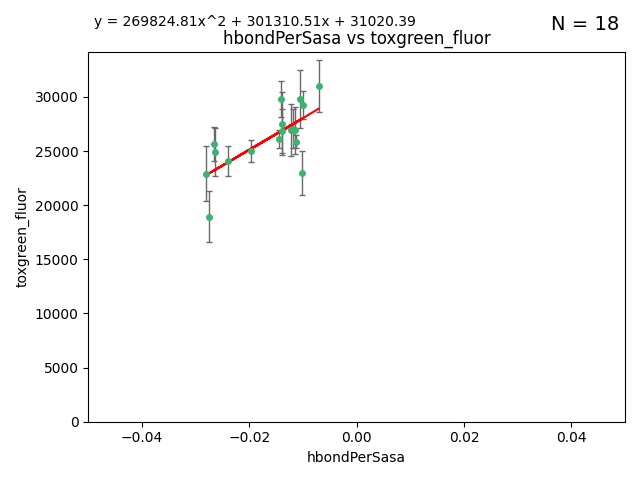 y = 269824.81x^2 + 301310.51x + 31020.39
N = 18
hbondPerSasa vs toxgreen_fluor
30000
25000
20000
15000
10000
5000
0
toxgreen_fluor
−0.04
−0.02
0.00
0.02
0.04
hbondPerSasa